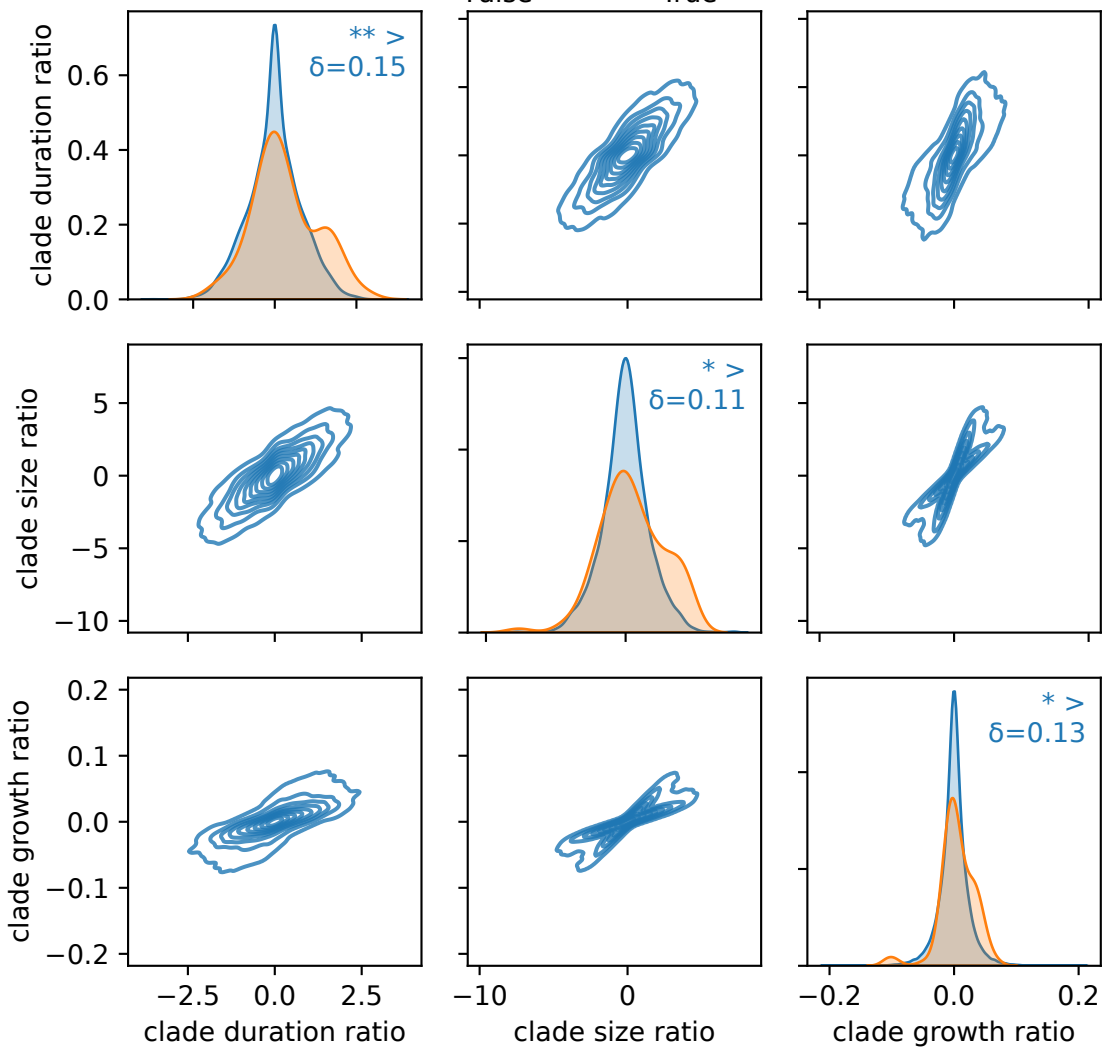 False True
clade duration ratio
0.6
0.4
0.2
0.0
** >
δ=0.15
clade size ratio
5
0
−5
−10
* >
δ=0.11
clade growth ratio
0.2
0.1
0.0
−0.1
−0.2
* >
δ=0.13
−2.5 0.0 2.5
−10 0
−0.2 0.0 0.2
clade duration ratio
clade size ratio
clade growth ratio